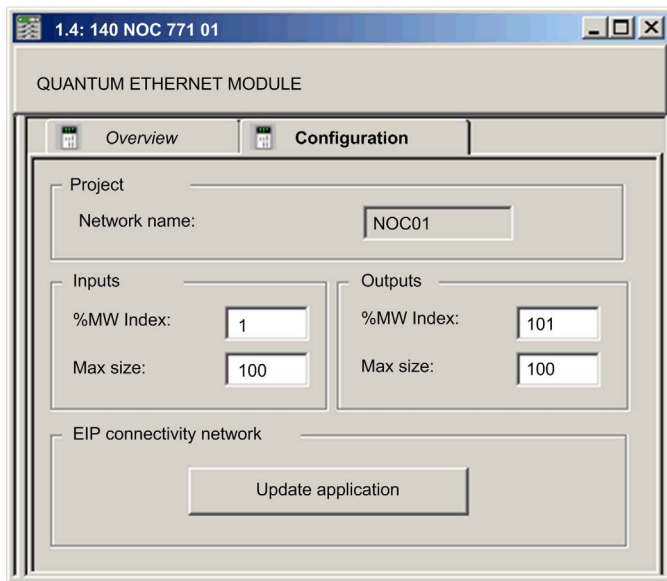 1.4: 140 NOC 771 01
QUANTUM ETHERNET MODULE
Overview
Configuration
Project
Network name: NOC01
Inputs
%MW Index: 1
Max size: 100
Outputs
%MW Index: 101
Max size: 100
EIP connectivity network
Update application